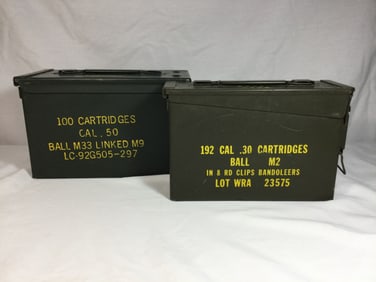 100 CARTRIDGES
CAL. 50
BALL M33 LINKED M9
LC-92G505-297
192 CAL .30 CARTRIDGES
BALL M2
IN 8 RD CLIPS BANDOLEERS
LOT WRA 23575